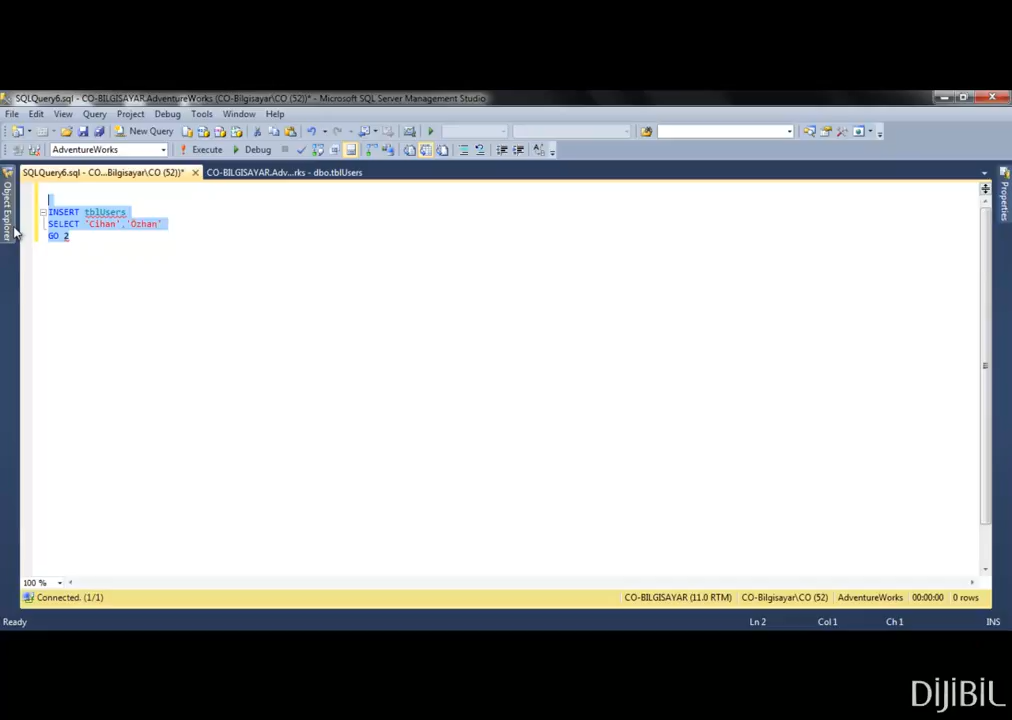 SQLQuery6.sql - CO-BILGISAYAR.AdventureWorks (CO-Bilgisayar\CO (52))* - Microsoft SQL Server Management Studio
File Edit View Query Project Debug Tools Window Help
New Query
AdventureWorks Execute Debug
SQLQuery6.sql - CO...Bilgisayar\CO (52))* CO-BILGISAYAR.Adv...rks - dbo.tblUsers
Object Explorer
Properties
INSERT tblUsers
SELECT 'Cihan','Özhan'
GO 2
100 %
Connected. (1/1) CO-BILGISAYAR (11.0 RTM) CO-Bilgisayar\CO (52) AdventureWorks 00:00:00 0 rows
Ready Ln 2 Col 1 Ch 1 INS
DiJiBiL